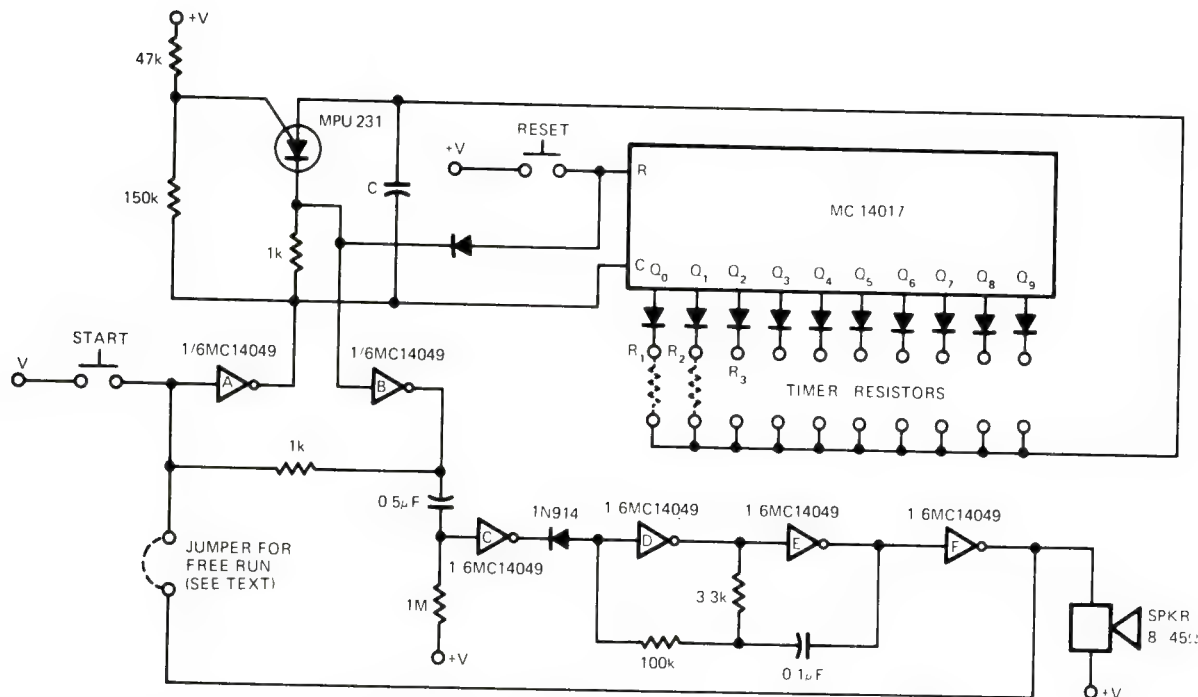 +V
47k
MPU 231
RESET
+V
R
MC 14017
150k
C
1k
C
Q0 Q1 Q2 Q3 Q4 Q5 Q6 Q7 Q8 Q9
START
1/6MC14049
1/6MC14049
R1 R2
R3
TIMER RESISTORS
V
A
B
1k
0 5µF
1N914
1 6MC14049
1 6MC14049
1 6MC14049
C
D
E
F
JUMPER FOR
FREE RUN
(SEE TEXT)
1 6MC14049
1M
3 3k
SPKR
8 45Ω
100k
0 1µF
+V
+V